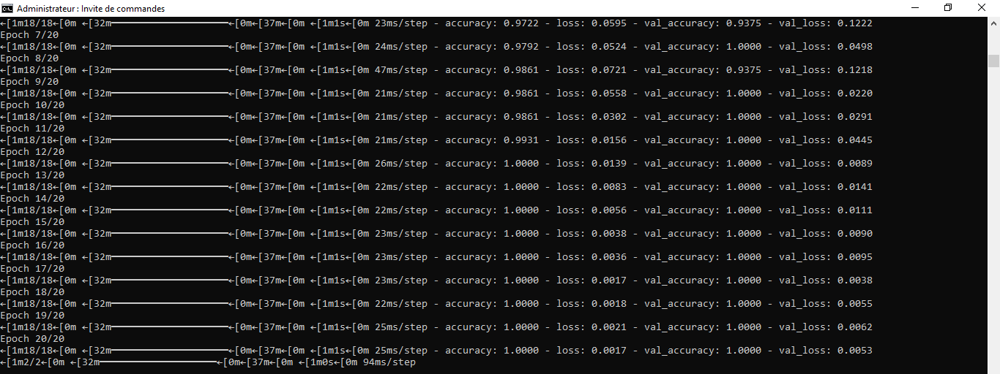 Administrateur : Invite de commandes
←[1m18/18←[0m ←[32m━━━━━━━━━━━━━━━━━━━━←[0m←[37m←[0m ←[1m1s←[0m 23ms/step - accuracy: 0.9722 - loss: 0.0595 - val_accuracy: 0.9375 - val_loss: 0.1222
Epoch 7/20
←[1m18/18←[0m ←[32m━━━━━━━━━━━━━━━━━━━━←[0m←[37m←[0m ←[1m1s←[0m 24ms/step - accuracy: 0.9792 - loss: 0.0524 - val_accuracy: 1.0000 - val_loss: 0.0498
Epoch 8/20
←[1m18/18←[0m ←[32m━━━━━━━━━━━━━━━━━━━━←[0m←[37m←[0m ←[1m1s←[0m 47ms/step - accuracy: 0.9861 - loss: 0.0721 - val_accuracy: 0.9375 - val_loss: 0.1218
Epoch 9/20
←[1m18/18←[0m ←[32m━━━━━━━━━━━━━━━━━━━━←[0m←[37m←[0m ←[1m1s←[0m 21ms/step - accuracy: 0.9861 - loss: 0.0558 - val_accuracy: 1.0000 - val_loss: 0.0220
Epoch 10/20
←[1m18/18←[0m ←[32m━━━━━━━━━━━━━━━━━━━━←[0m←[37m←[0m ←[1m1s←[0m 21ms/step - accuracy: 0.9861 - loss: 0.0302 - val_accuracy: 1.0000 - val_loss: 0.0291
Epoch 11/20
←[1m18/18←[0m ←[32m━━━━━━━━━━━━━━━━━━━━←[0m←[37m←[0m ←[1m1s←[0m 21ms/step - accuracy: 0.9931 - loss: 0.0156 - val_accuracy: 1.0000 - val_loss: 0.0445
Epoch 12/20
←[1m18/18←[0m ←[32m━━━━━━━━━━━━━━━━━━━━←[0m←[37m←[0m ←[1m1s←[0m 26ms/step - accuracy: 1.0000 - loss: 0.0139 - val_accuracy: 1.0000 - val_loss: 0.0089
Epoch 13/20
←[1m18/18←[0m ←[32m━━━━━━━━━━━━━━━━━━━━←[0m←[37m←[0m ←[1m1s←[0m 22ms/step - accuracy: 1.0000 - loss: 0.0083 - val_accuracy: 1.0000 - val_loss: 0.0141
Epoch 14/20
←[1m18/18←[0m ←[32m━━━━━━━━━━━━━━━━━━━━←[0m←[37m←[0m ←[1m1s←[0m 22ms/step - accuracy: 1.0000 - loss: 0.0056 - val_accuracy: 1.0000 - val_loss: 0.0111
Epoch 15/20
←[1m18/18←[0m ←[32m━━━━━━━━━━━━━━━━━━━━←[0m←[37m←[0m ←[1m1s←[0m 23ms/step - accuracy: 1.0000 - loss: 0.0038 - val_accuracy: 1.0000 - val_loss: 0.0090
Epoch 16/20
←[1m18/18←[0m ←[32m━━━━━━━━━━━━━━━━━━━━←[0m←[37m←[0m ←[1m1s←[0m 23ms/step - accuracy: 1.0000 - loss: 0.0036 - val_accuracy: 1.0000 - val_loss: 0.0095
Epoch 17/20
←[1m18/18←[0m ←[32m━━━━━━━━━━━━━━━━━━━━←[0m←[37m←[0m ←[1m1s←[0m 23ms/step - accuracy: 1.0000 - loss: 0.0017 - val_accuracy: 1.0000 - val_loss: 0.0038
Epoch 18/20
←[1m18/18←[0m ←[32m━━━━━━━━━━━━━━━━━━━━←[0m←[37m←[0m ←[1m1s←[0m 22ms/step - accuracy: 1.0000 - loss: 0.0018 - val_accuracy: 1.0000 - val_loss: 0.0055
Epoch 19/20
←[1m18/18←[0m ←[32m━━━━━━━━━━━━━━━━━━━━←[0m←[37m←[0m ←[1m1s←[0m 25ms/step - accuracy: 1.0000 - loss: 0.0021 - val_accuracy: 1.0000 - val_loss: 0.0062
Epoch 20/20
←[1m18/18←[0m ←[32m━━━━━━━━━━━━━━━━━━━━←[0m←[37m←[0m ←[1m1s←[0m 25ms/step - accuracy: 1.0000 - loss: 0.0017 - val_accuracy: 1.0000 - val_loss: 0.0053
←[1m2/2←[0m ←[32m━━━━━━━━━━━━━━━━━━━━←[0m←[37m←[0m ←[1m0s←[0m 94ms/step